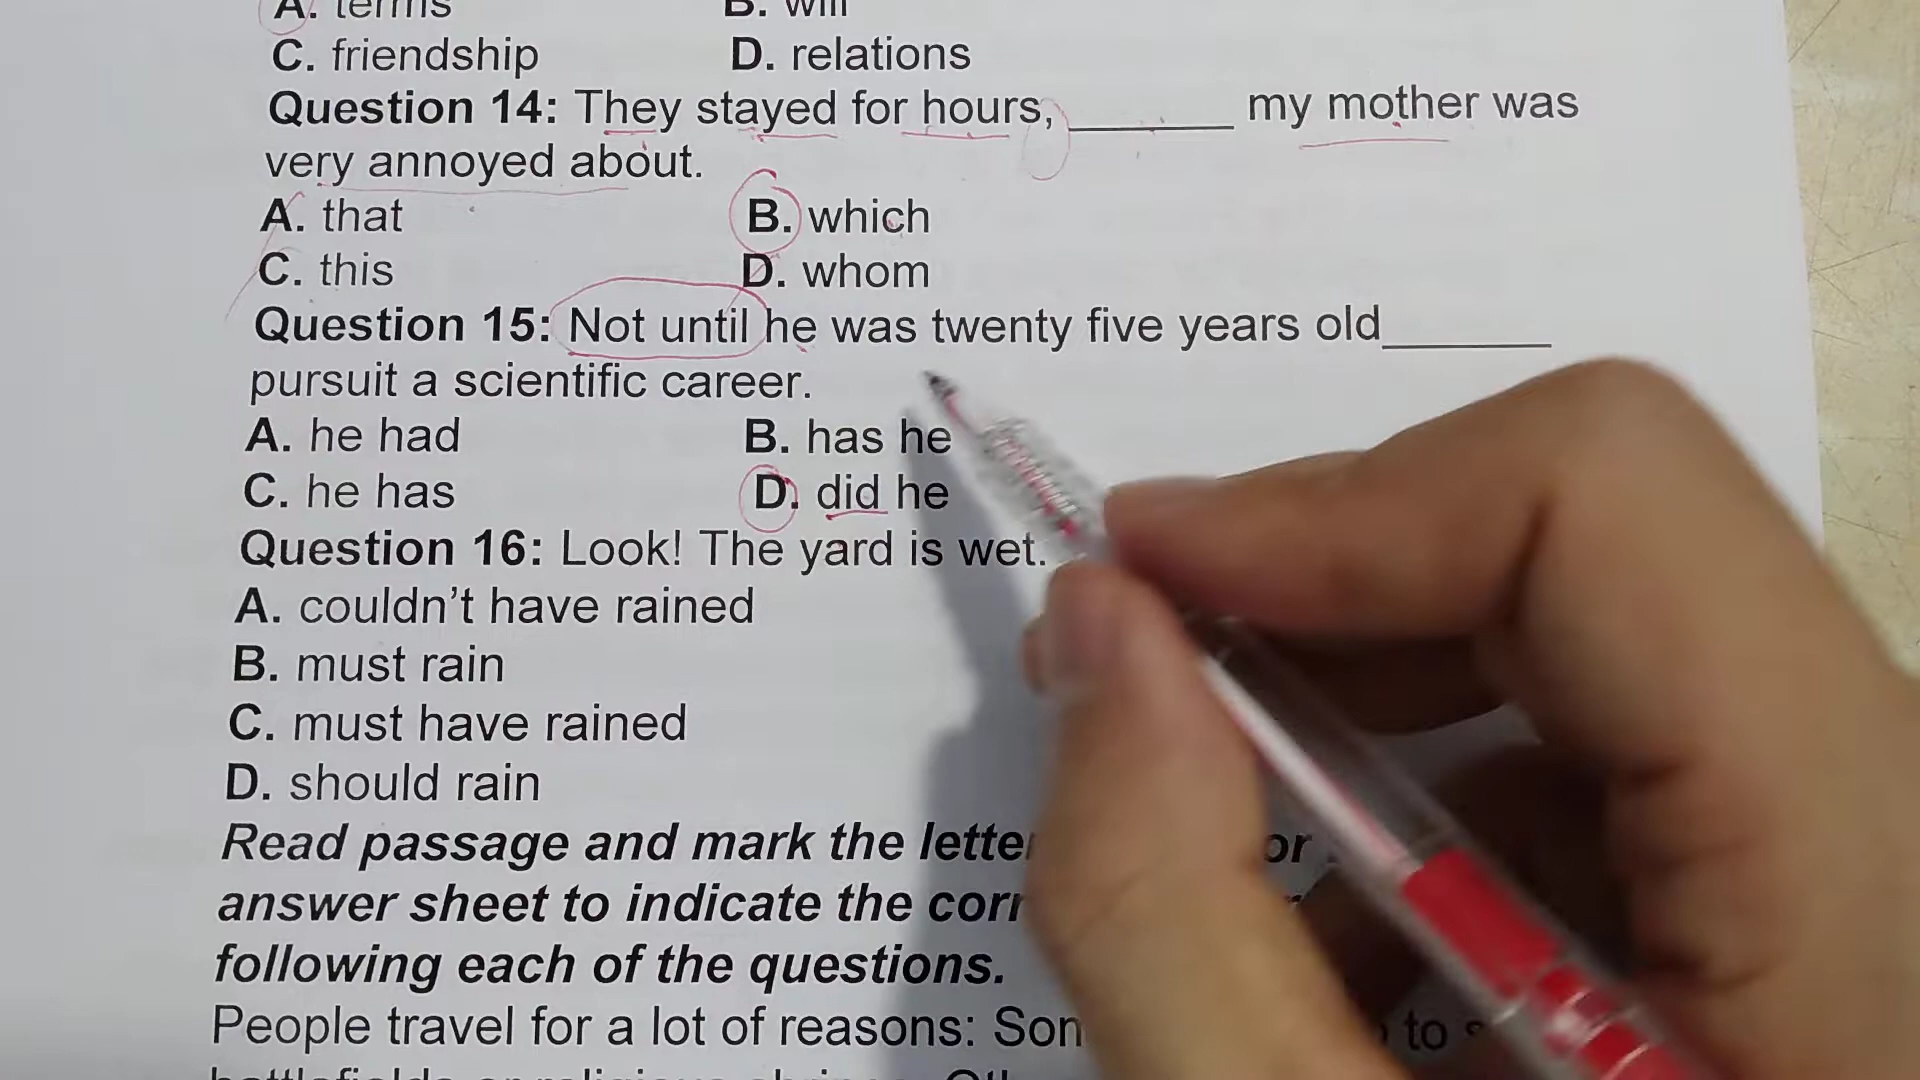 A. terms B. will
C. friendship D. relations
Question 14: They stayed for hours, _______ my mother was
very annoyed about.
A. that B. which
C. this D. whom
Question 15: Not until he was twenty five years old_______
pursuit a scientific career.
A. he had B. has he
C. he has D. did he
Question 16: Look! The yard is wet.
A. couldn’t have rained
B. must rain
C. must have rained
D. should rain
Read passage and mark the or
answer sheet to indicate the
following each of the questions.
People travel for a lot of reasons: to